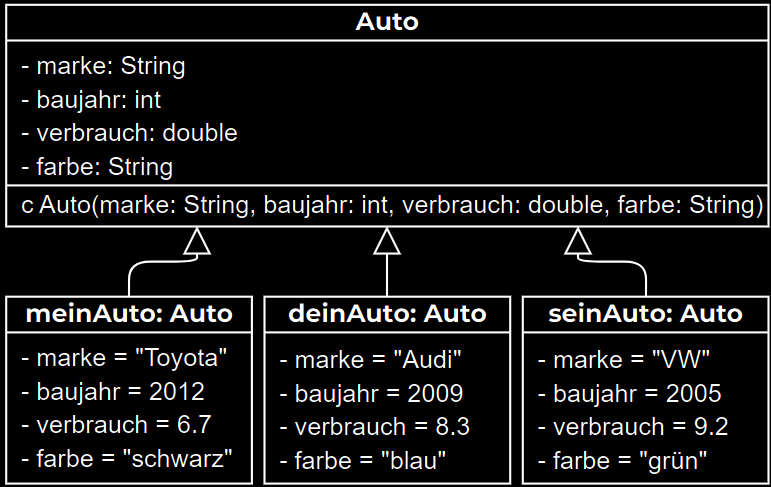 Auto
- marke: String
- baujahr: int
- verbrauch: double
- farbe: String
c Auto(marke: String, baujahr: int, verbrauch: double, farbe: String)
meinAuto: Auto
- marke = "Toyota"
- baujahr = 2012
- verbrauch = 6.7
- farbe = "schwarz"
deinAuto: Auto
- marke = "Audi"
- baujahr = 2009
- verbrauch = 8.3
- farbe = "blau"
seinAuto: Auto
- marke = "VW"
- baujahr = 2005
- verbrauch = 9.2
- farbe = "grün"